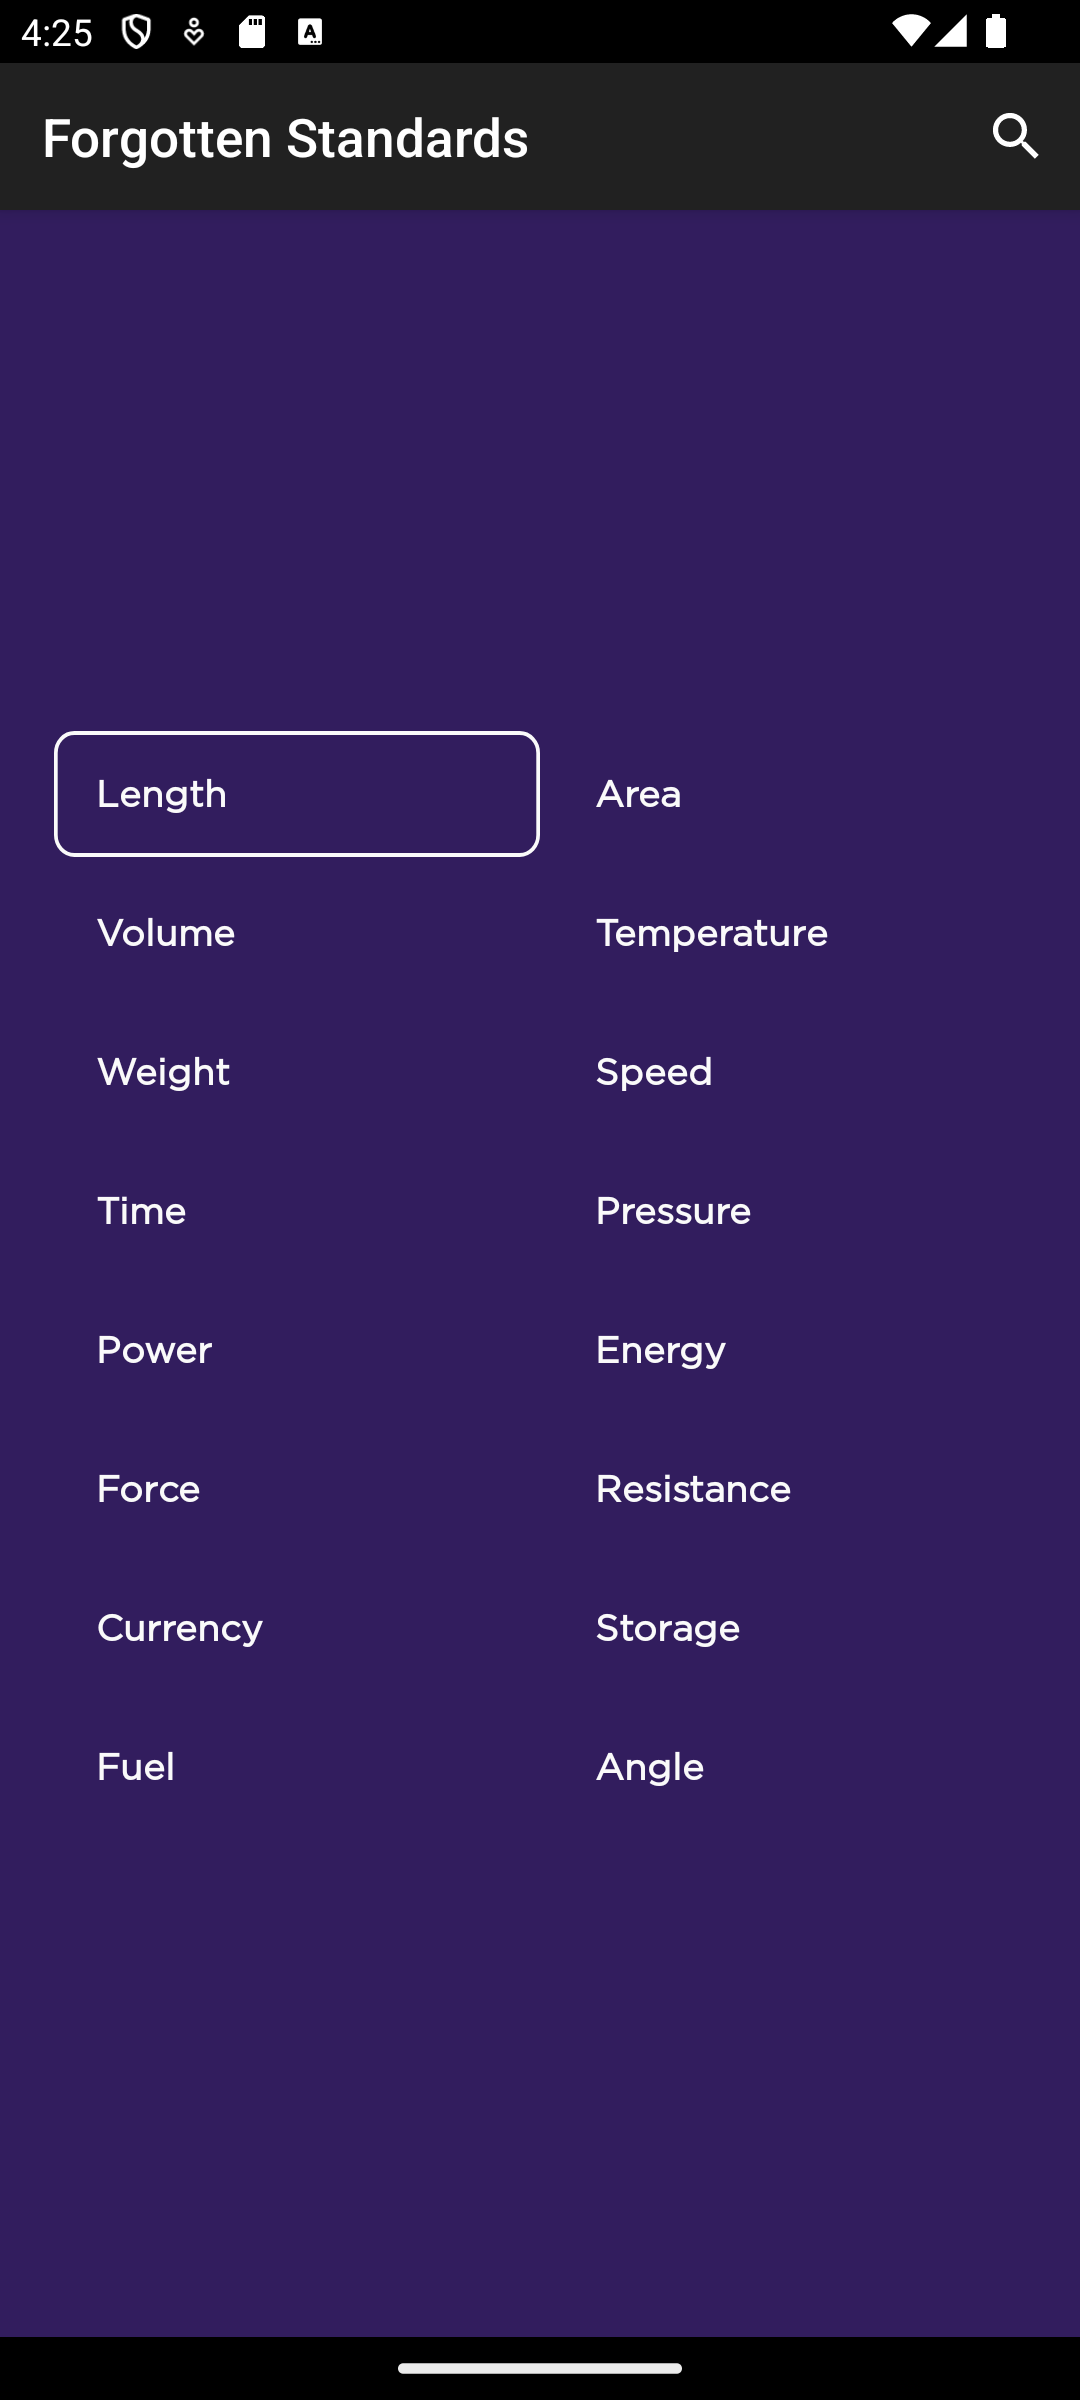 4:25
Forgotten Standards
Length
Area
Volume
Temperature
Weight
Speed
Time
Pressure
Power
Energy
Force
Resistance
Currency
Storage
Fuel
Angle